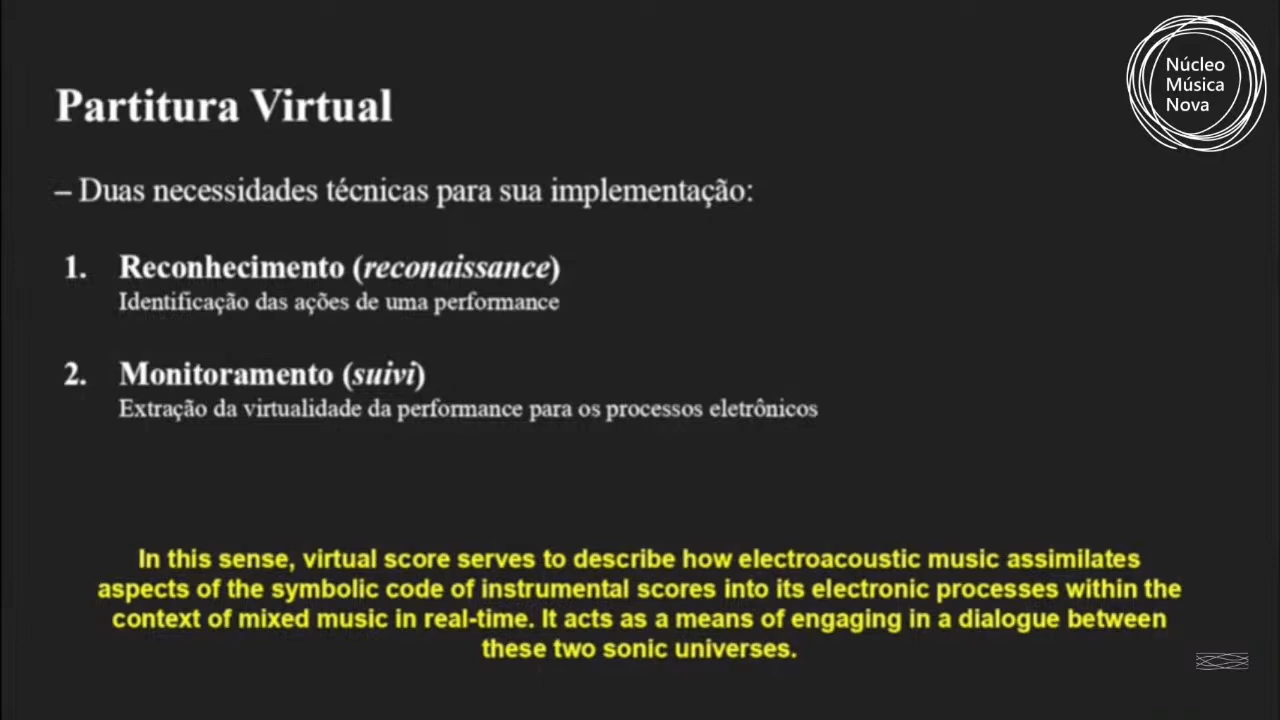 Núcleo
Música
Nova
Partitura Virtual
– Duas necessidades técnicas para sua implementação:
1. Reconhecimento (reconaissance)
Identificação das ações de uma performance
2. Monitoramento (suivi)
Extração da virtualidade da performance para os processos eletrônicos
In this sense, virtual score serves to describe how electroacoustic music assimilates
aspects of the symbolic code of instrumental scores into its electronic processes within the
context of mixed music in real-time. It acts as a means of engaging in a dialogue between
these two sonic universes.